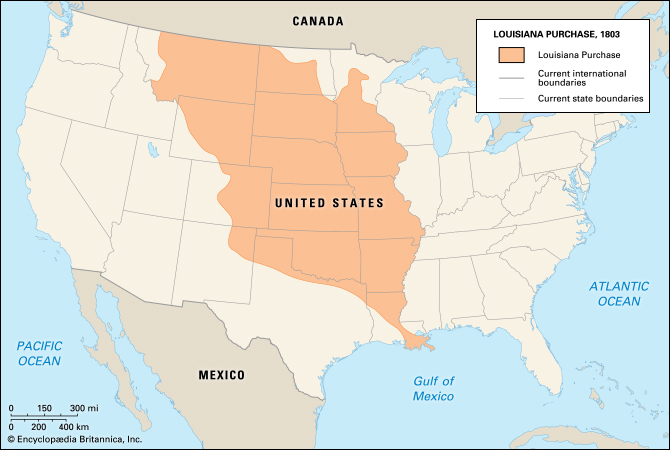 CANADA
LOUISIANA PURCHASE, 1803
Louisiana Purchase
Current international
boundaries
Current state boundaries
UNITED STATES
ATLANTIC
OCEAN
PACIFIC
OCEAN
MEXICO
Gulf of
Mexico
0 150 300 mi
0 200 400 km
© Encyclopædia Britannica, Inc.